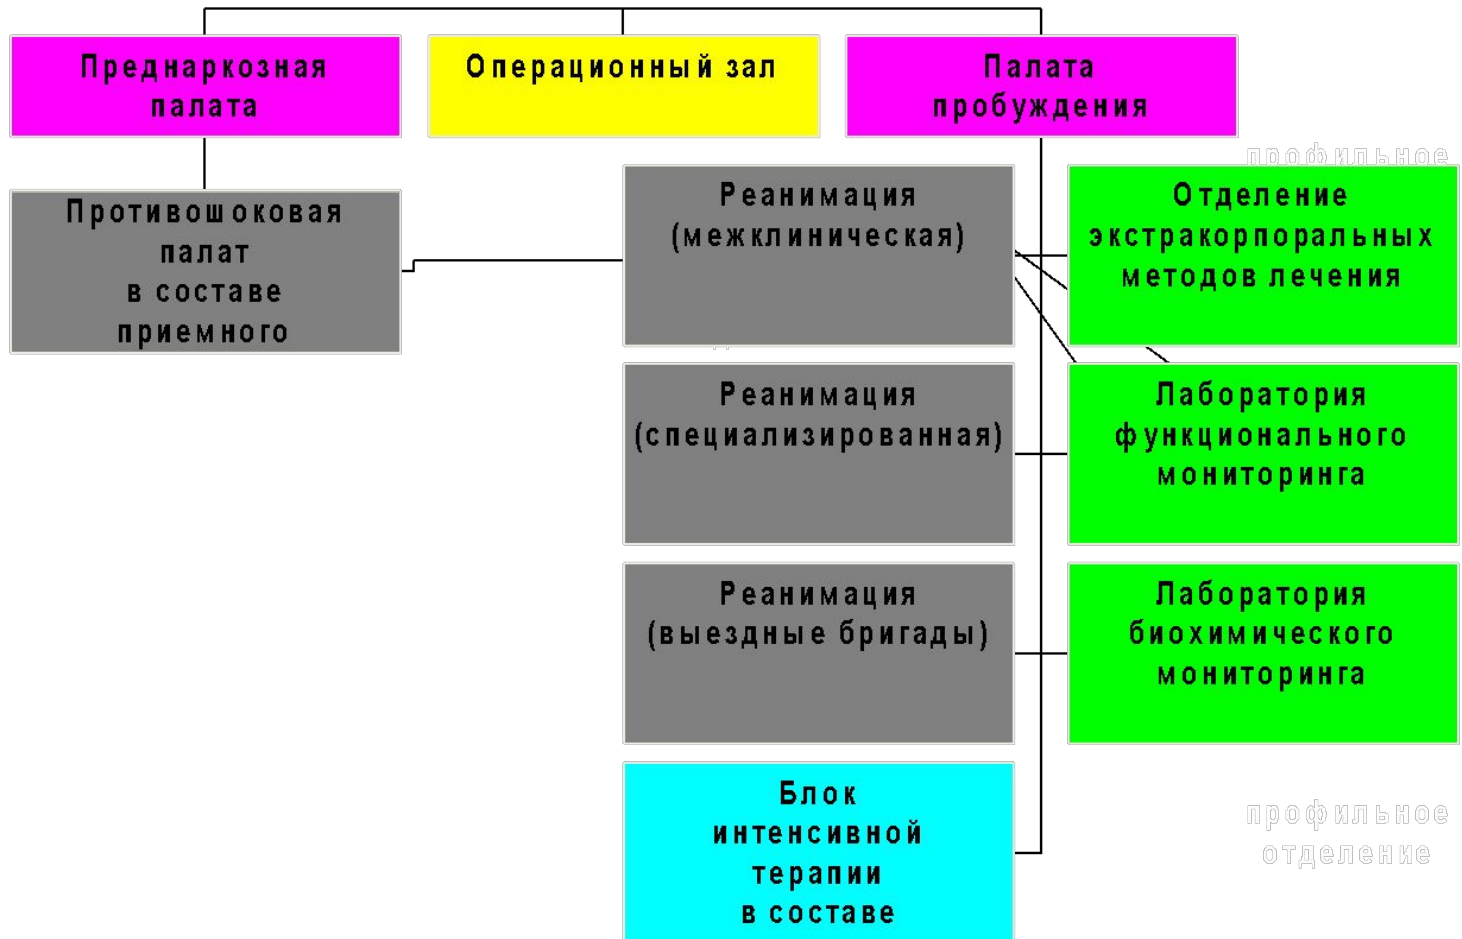 Преднаркозная
палата
Операционный зал
Палата
пробуждения
профильное
Противошоковая
палат
в составе
приемного
Реанимация
(межклиническая)
Отделение
экстракорпоральных
методов лечения
Реанимация
(специализированная)
Лаборатория
функционального
мониторинга
Реанимация
(выездные бригады)
Лаборатория
биохимического
мониторинга
Блок
интенсивной
терапии
в составе
профильное
отделение